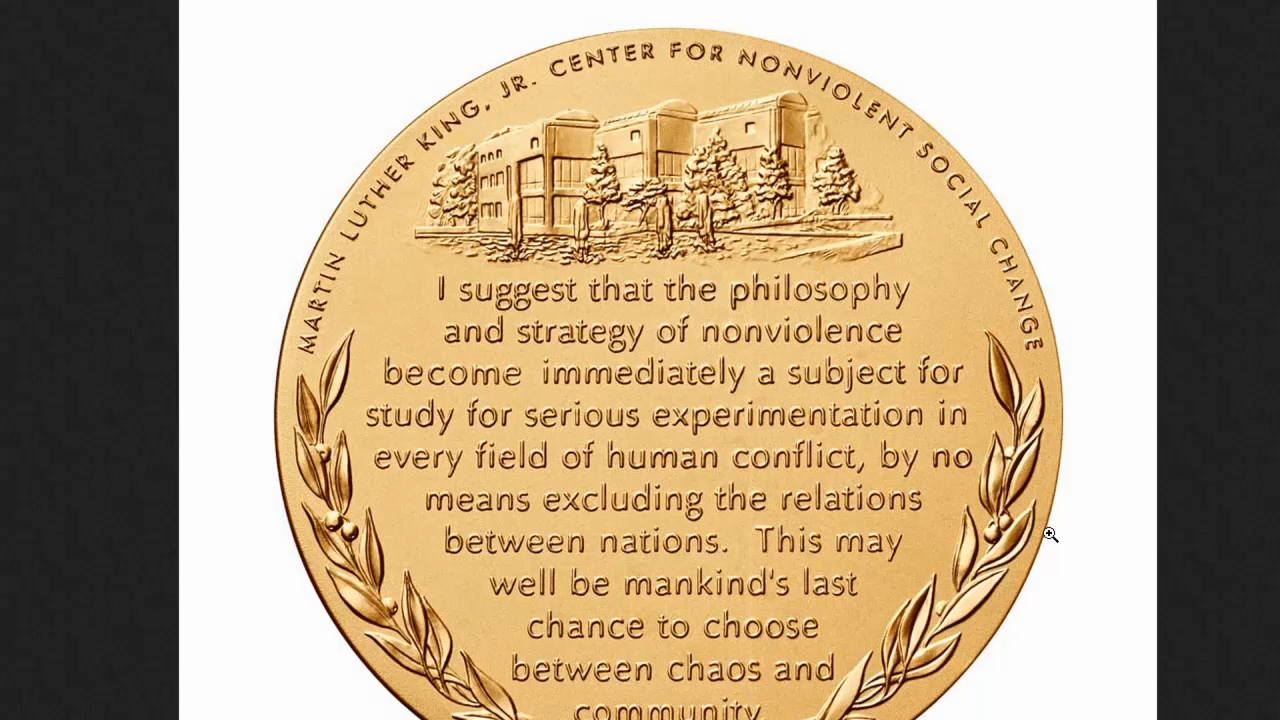 MARTIN LUTHER KING, JR. CENTER FOR NONVIOLENT SOCIAL CHANGE
I suggest that the philosophy
and strategy of nonviolence
become immediately a subject for
study for serious experimentation in
every field of human conflict, by no
means excluding the relations
between nations. This may
well be mankind's last
chance to choose
between chaos and
community.